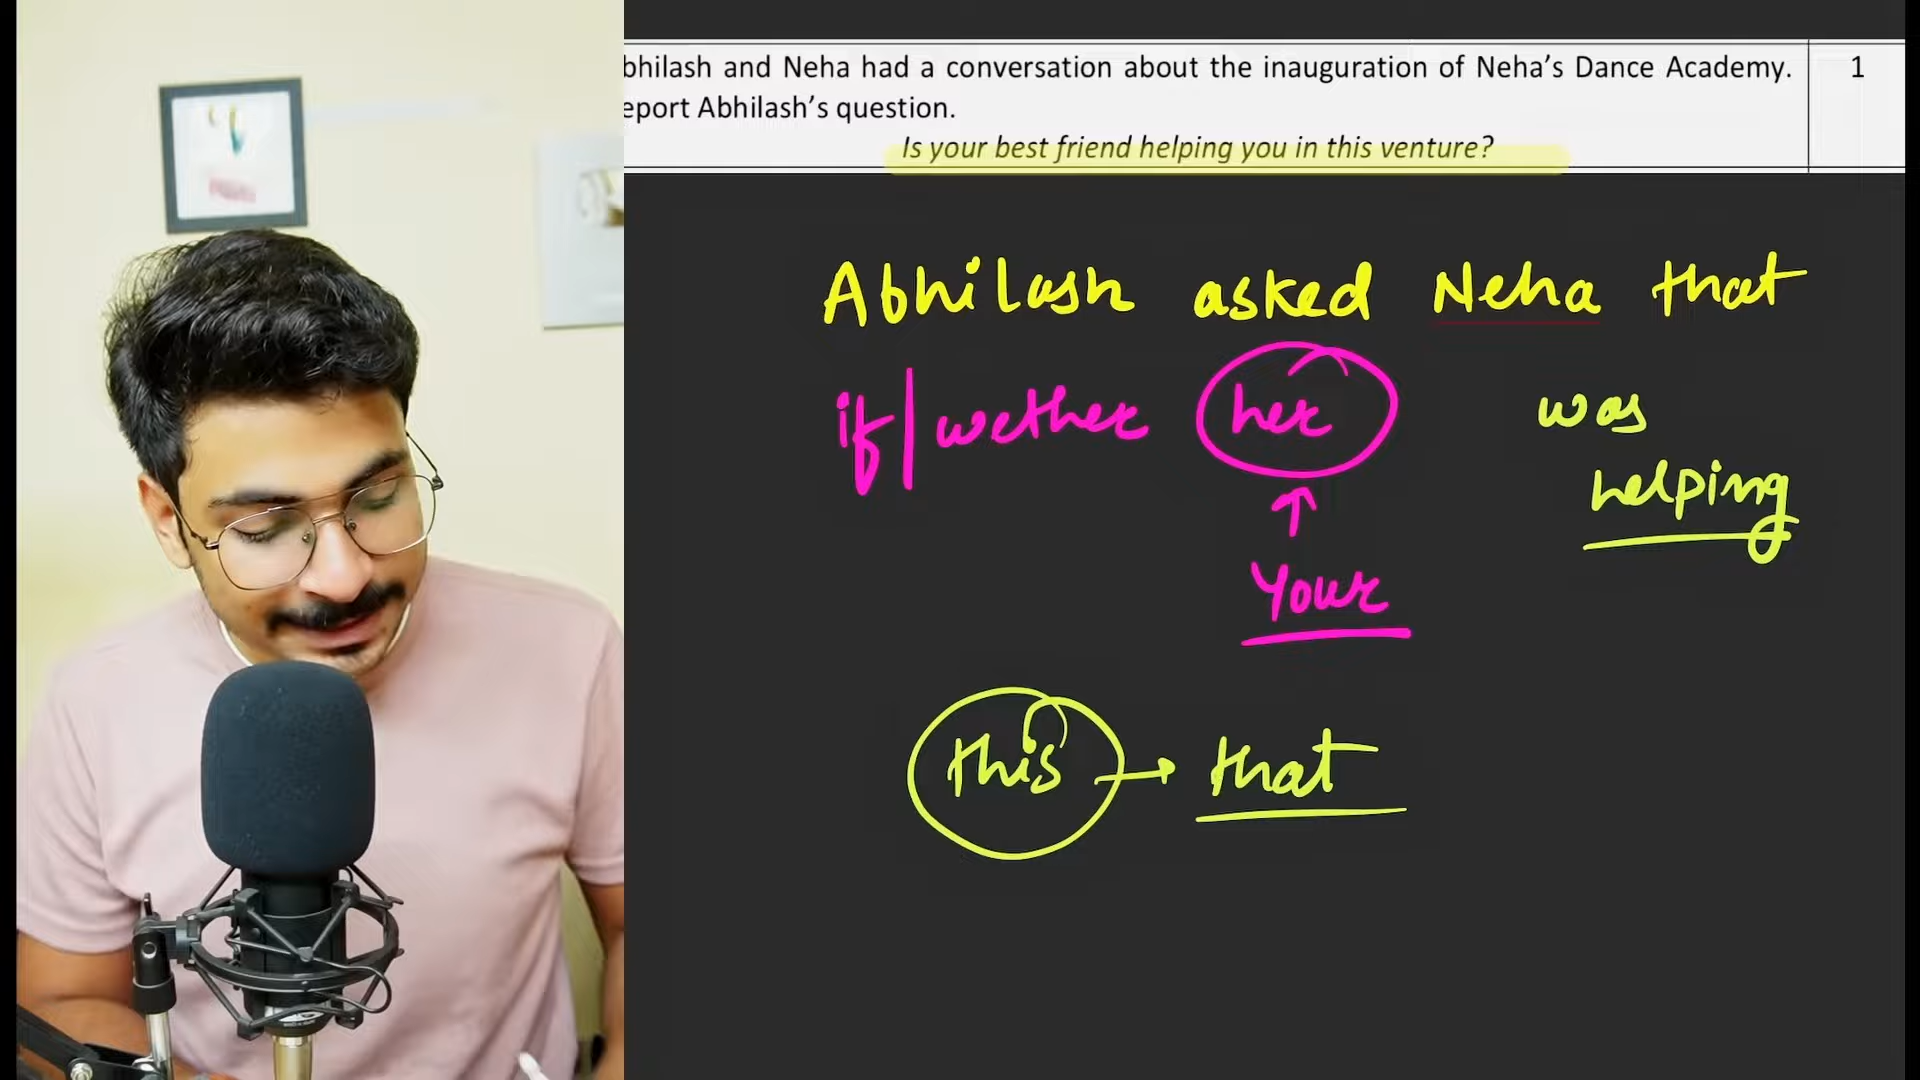 bhilash and Neha had a conversation about the inauguration of Neha's Dance Academy. 1
eport Abhilash's question.
Is your best friend helping you in this venture?
Abhilash asked Neha that
if/wether her was
helping
Your
this → that